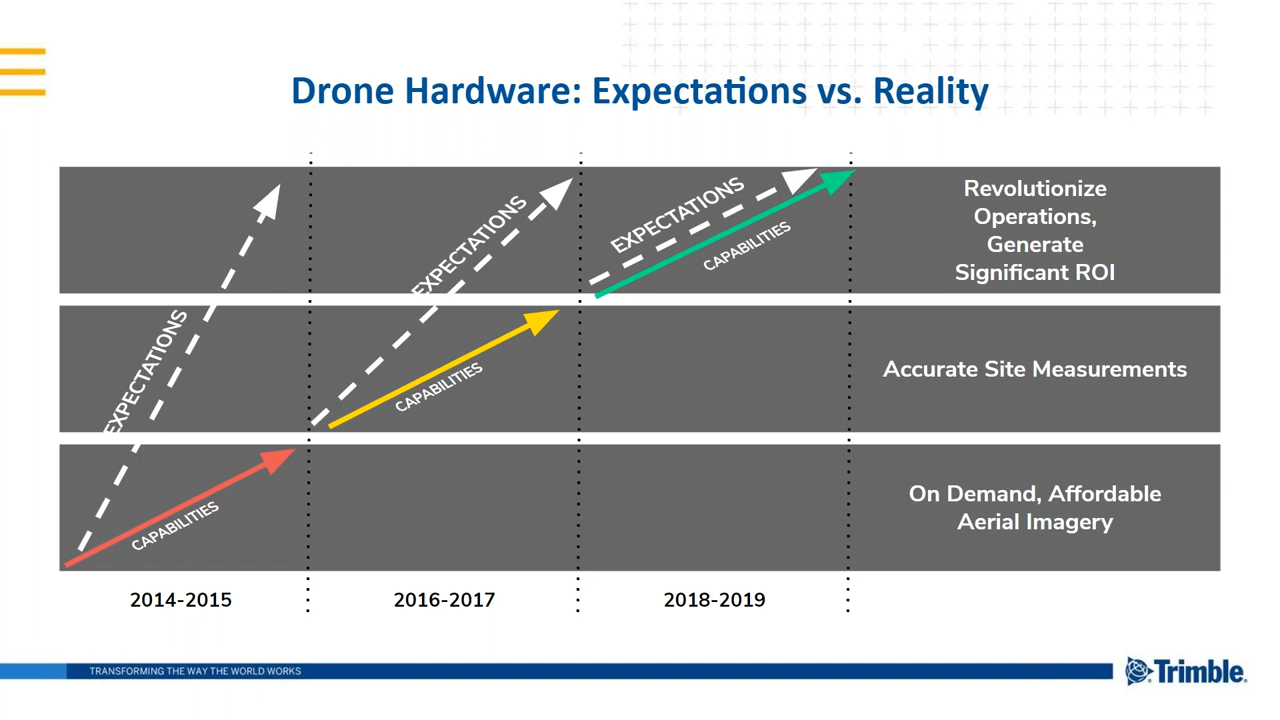 Drone Hardware: Expectations vs. Reality
EXPECTATIONS
CAPABILITIES
EXPECTATIONS
CAPABILITIES
EXPECTATIONS
CAPABILITIES
Revolutionize
Operations,
Generate
Significant ROI
Accurate Site Measurements
On Demand, Affordable
Aerial Imagery
2014-2015
2016-2017
2018-2019
TRANSFORMING THE WAY THE WORLD WORKS
Trimble